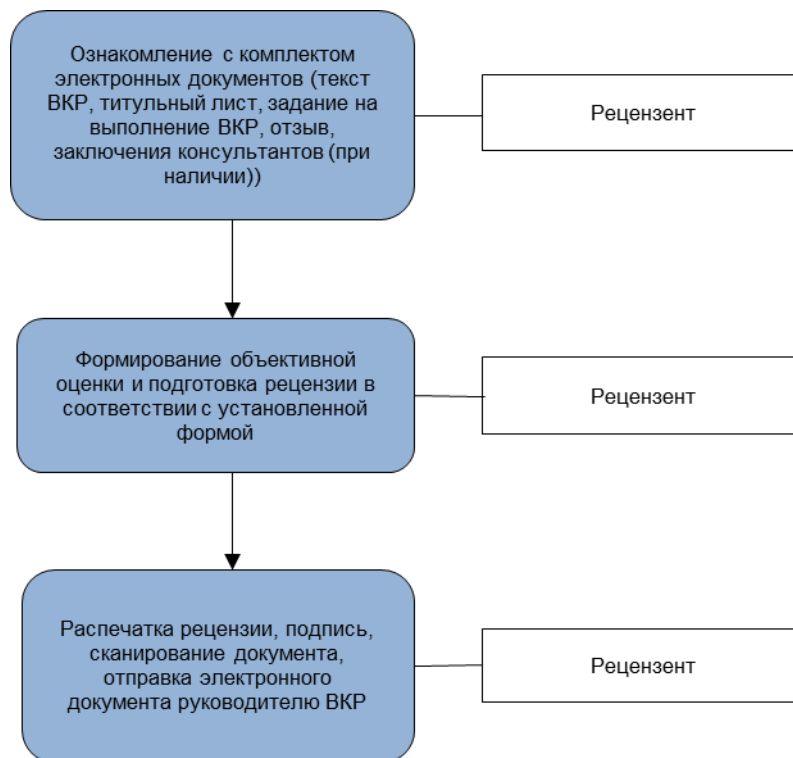 Ознакомление с комплектом
электронных документов (текст
ВКР, титульный лист, задание на
выполнение ВКР, отзыв,
заключения консультантов (при
наличии))
Рецензент
Формирование объективной
оценки и подготовка рецензии в
соответствии с установленной
формой
Рецензент
Распечатка рецензии, подпись,
сканирование документа,
отправка электронного
документа руководителю ВКР
Рецензент